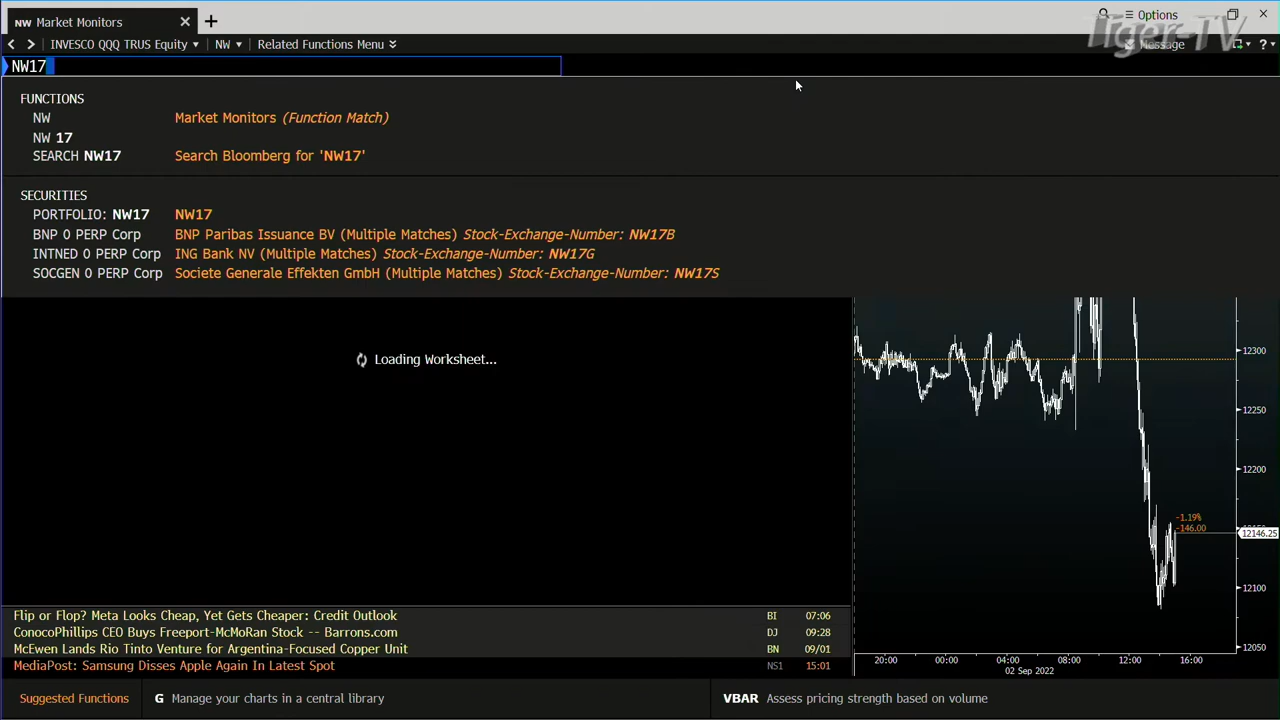 NW Market Monitors
Options
INVESCO QQQ TRUS Equity NW Related Functions Menu
Message
Tiger-TV
?
NW17
FUNCTIONS
NW Market Monitors (Function Match)
NW 17
SEARCH NW17 Search Bloomberg for 'NW17'
SECURITIES
PORTFOLIO: NW17 NW17
BNP 0 PERP Corp BNP Paribas Issuance BV (Multiple Matches) Stock-Exchange-Number: NW17B
INTNED 0 PERP Corp ING Bank NV (Multiple Matches) Stock-Exchange-Number: NW17G
SOCGEN 0 PERP Corp Societe Generale Effekten GmbH (Multiple Matches) Stock-Exchange-Number: NW17S
Loading Worksheet...
12300
12250
12200
-1.19%
-146.00
12146.25
12100
12050
20:00 00:00 04:00 08:00 12:00 16:00
02 Sep 2022
Flip or Flop? Meta Looks Cheap, Yet Gets Cheaper: Credit Outlook BI 07:06
ConocoPhillips CEO Buys Freeport-McMoRan Stock -- Barrons.com DJ 09:28
McEwen Lands Rio Tinto Venture for Argentina-Focused Copper Unit BN 09/01
MediaPost: Samsung Disses Apple Again In Latest Spot NS1 15:01
Suggested Functions G Manage your charts in a central library VBAR Assess pricing strength based on volume